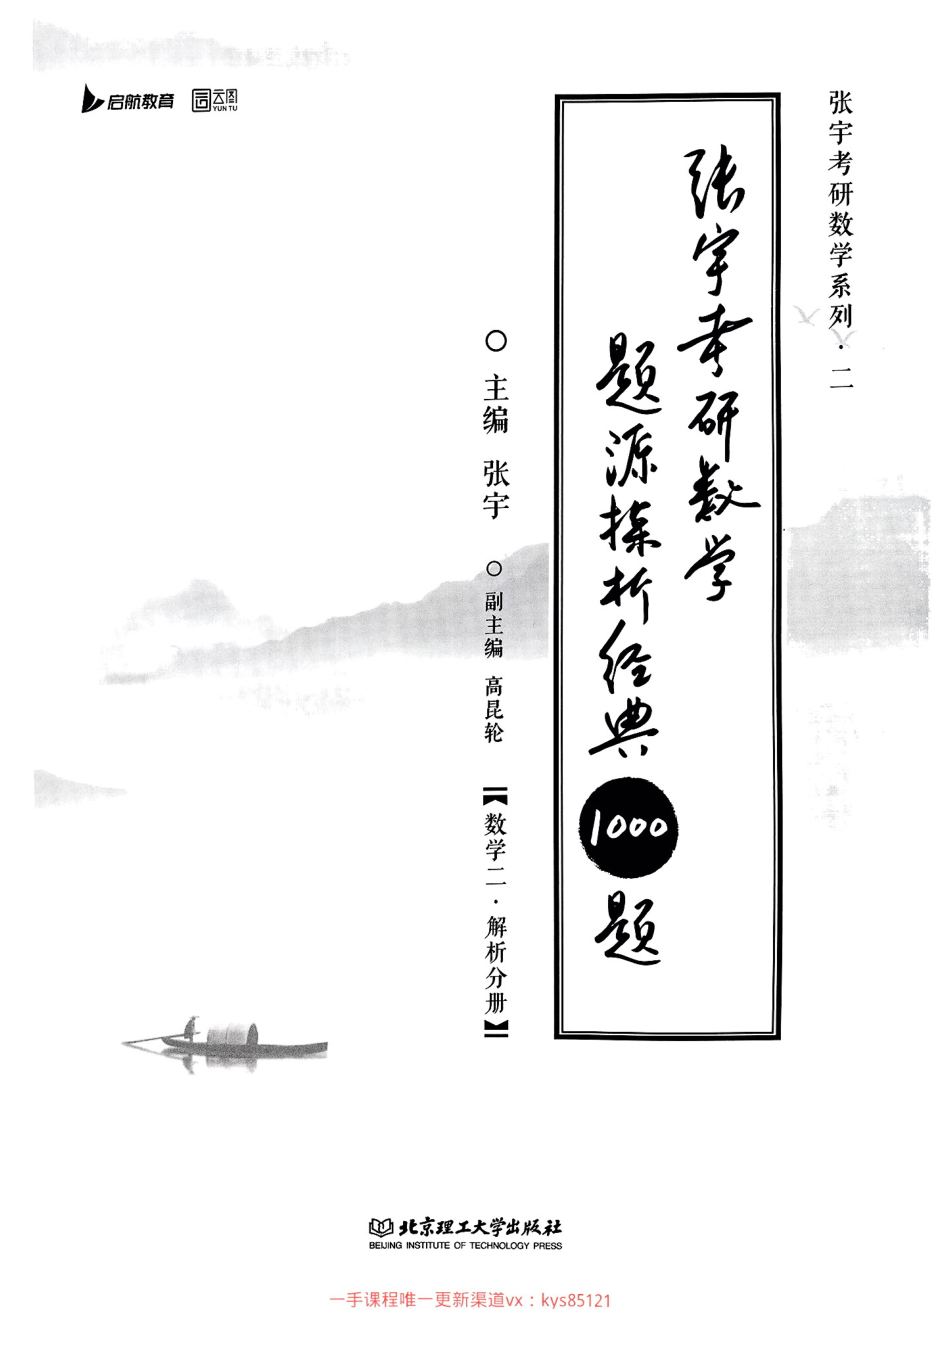 启航教育
云图
YUN TU
张宇考研数学系列·二
张宇考研数学
题源探析经典
1000
题
主编 张宇
副主编 高昆轮
【数学二·解析分册】
北京理工大学出版社
BEIJING INSTITUTE OF TECHNOLOGY PRESS
一手课程唯一更新渠道vx：kys85121